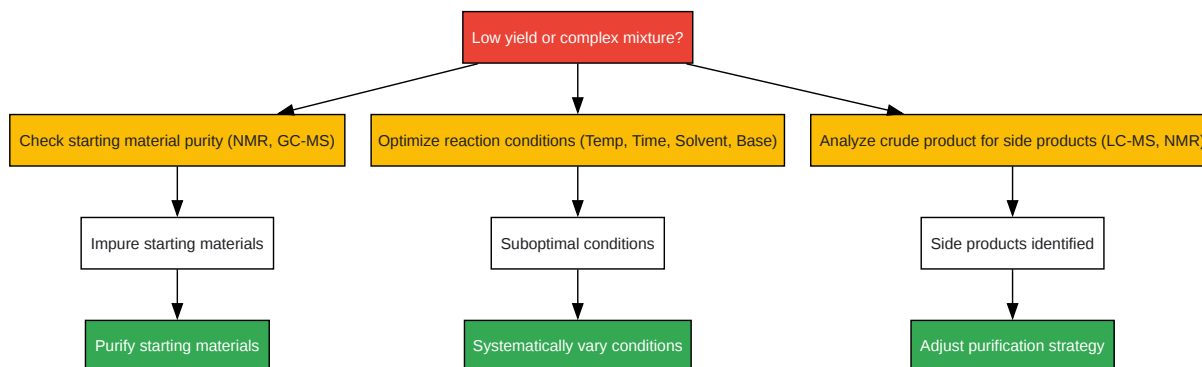 Low yield or complex mixture?
Check starting material purity (NMR, GC-MS)
Optimize reaction conditions (Temp, Time, Solvent, Base)
Analyze crude product for side products (LC-MS, NMR)
Impure starting materials
Suboptimal conditions
Side products identified
Purify starting materials
Systematically vary conditions
Adjust purification strategy